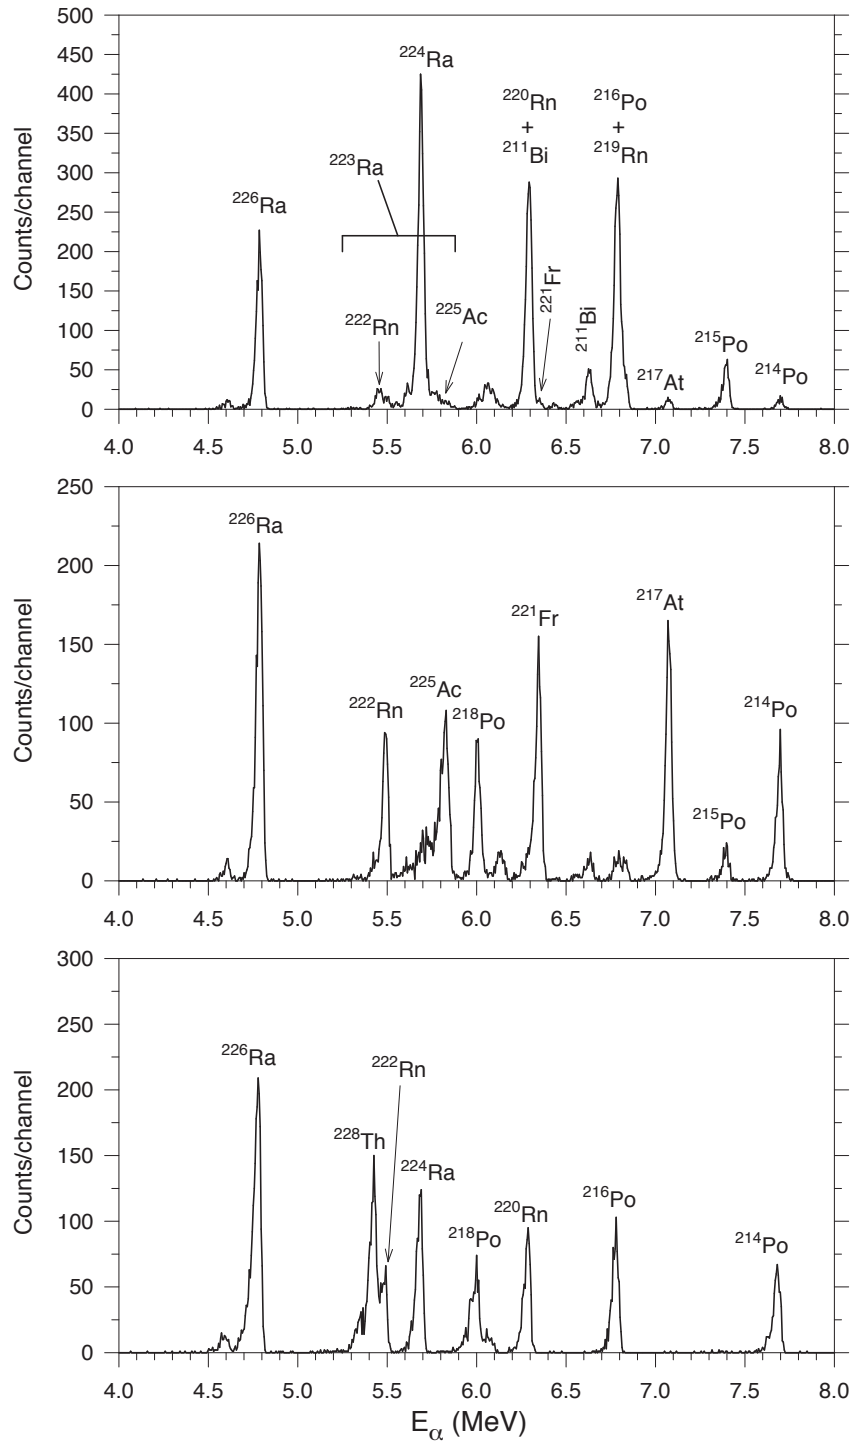 500
450
400
350
300
250
200
150
100
50
0
Counts/channel
²²⁶Ra
²²³Ra
²²⁴Ra
²²²Rn
²²⁵Ac
²²⁰Rn
+
²¹¹Bi
²²¹Fr
²¹¹Bi
²¹⁶Po
+
²¹⁹Rn
²¹⁷At
²¹⁵Po
²¹⁴Po
4.0 4.5 5.0 5.5 6.0 6.5 7.0 7.5 8.0
250
200
150
100
50
0
Counts/channel
²²⁶Ra
²²²Rn
²²⁵Ac
²¹⁸Po
²²¹Fr
²¹⁷At
²¹⁵Po
²¹⁴Po
4.0 4.5 5.0 5.5 6.0 6.5 7.0 7.5 8.0
300
250
200
150
100
50
0
Counts/channel
²²⁶Ra
²²⁸Th
²²²Rn
²²⁴Ra
²¹⁸Po
²²⁰Rn
²¹⁶Po
²¹⁴Po
4.0 4.5 5.0 5.5 6.0 6.5 7.0 7.5 8.0
E_α (MeV)